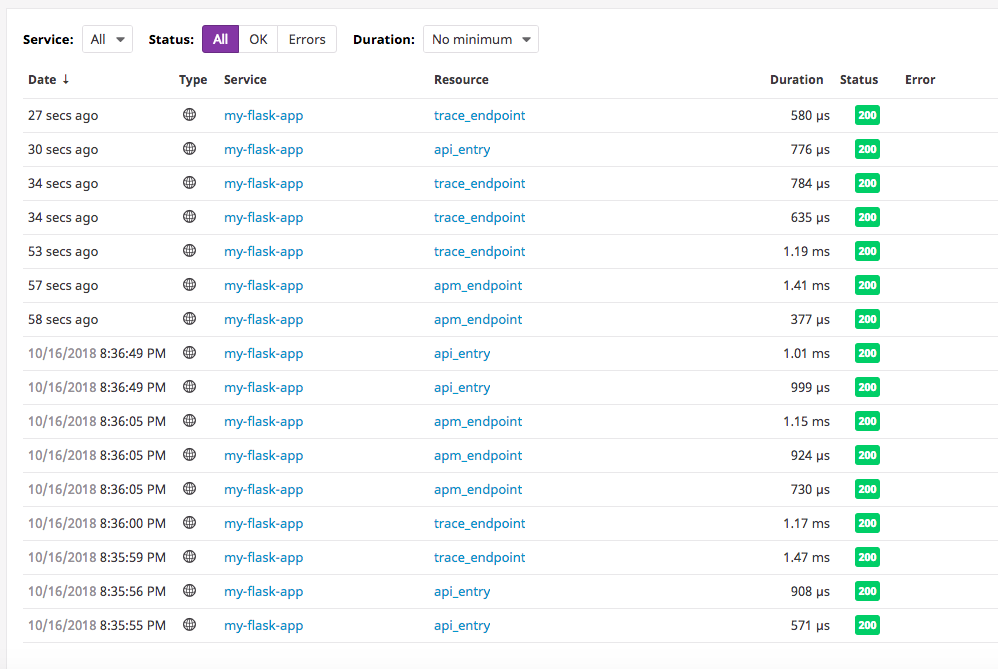 Service: All Status: All OK Errors Duration: No minimum
Date ↓ Type Service Resource Duration Status Error
27 secs ago my-flask-app trace_endpoint 580 µs 200
30 secs ago my-flask-app api_entry 776 µs 200
34 secs ago my-flask-app trace_endpoint 784 µs 200
34 secs ago my-flask-app trace_endpoint 635 µs 200
53 secs ago my-flask-app trace_endpoint 1.19 ms 200
57 secs ago my-flask-app apm_endpoint 1.41 ms 200
58 secs ago my-flask-app apm_endpoint 377 µs 200
10/16/2018 8:36:49 PM my-flask-app api_entry 1.01 ms 200
10/16/2018 8:36:49 PM my-flask-app api_entry 999 µs 200
10/16/2018 8:36:05 PM my-flask-app apm_endpoint 1.15 ms 200
10/16/2018 8:36:05 PM my-flask-app apm_endpoint 924 µs 200
10/16/2018 8:36:05 PM my-flask-app apm_endpoint 730 µs 200
10/16/2018 8:36:00 PM my-flask-app trace_endpoint 1.17 ms 200
10/16/2018 8:35:59 PM my-flask-app trace_endpoint 1.47 ms 200
10/16/2018 8:35:56 PM my-flask-app api_entry 908 µs 200
10/16/2018 8:35:55 PM my-flask-app api_entry 571 µs 200